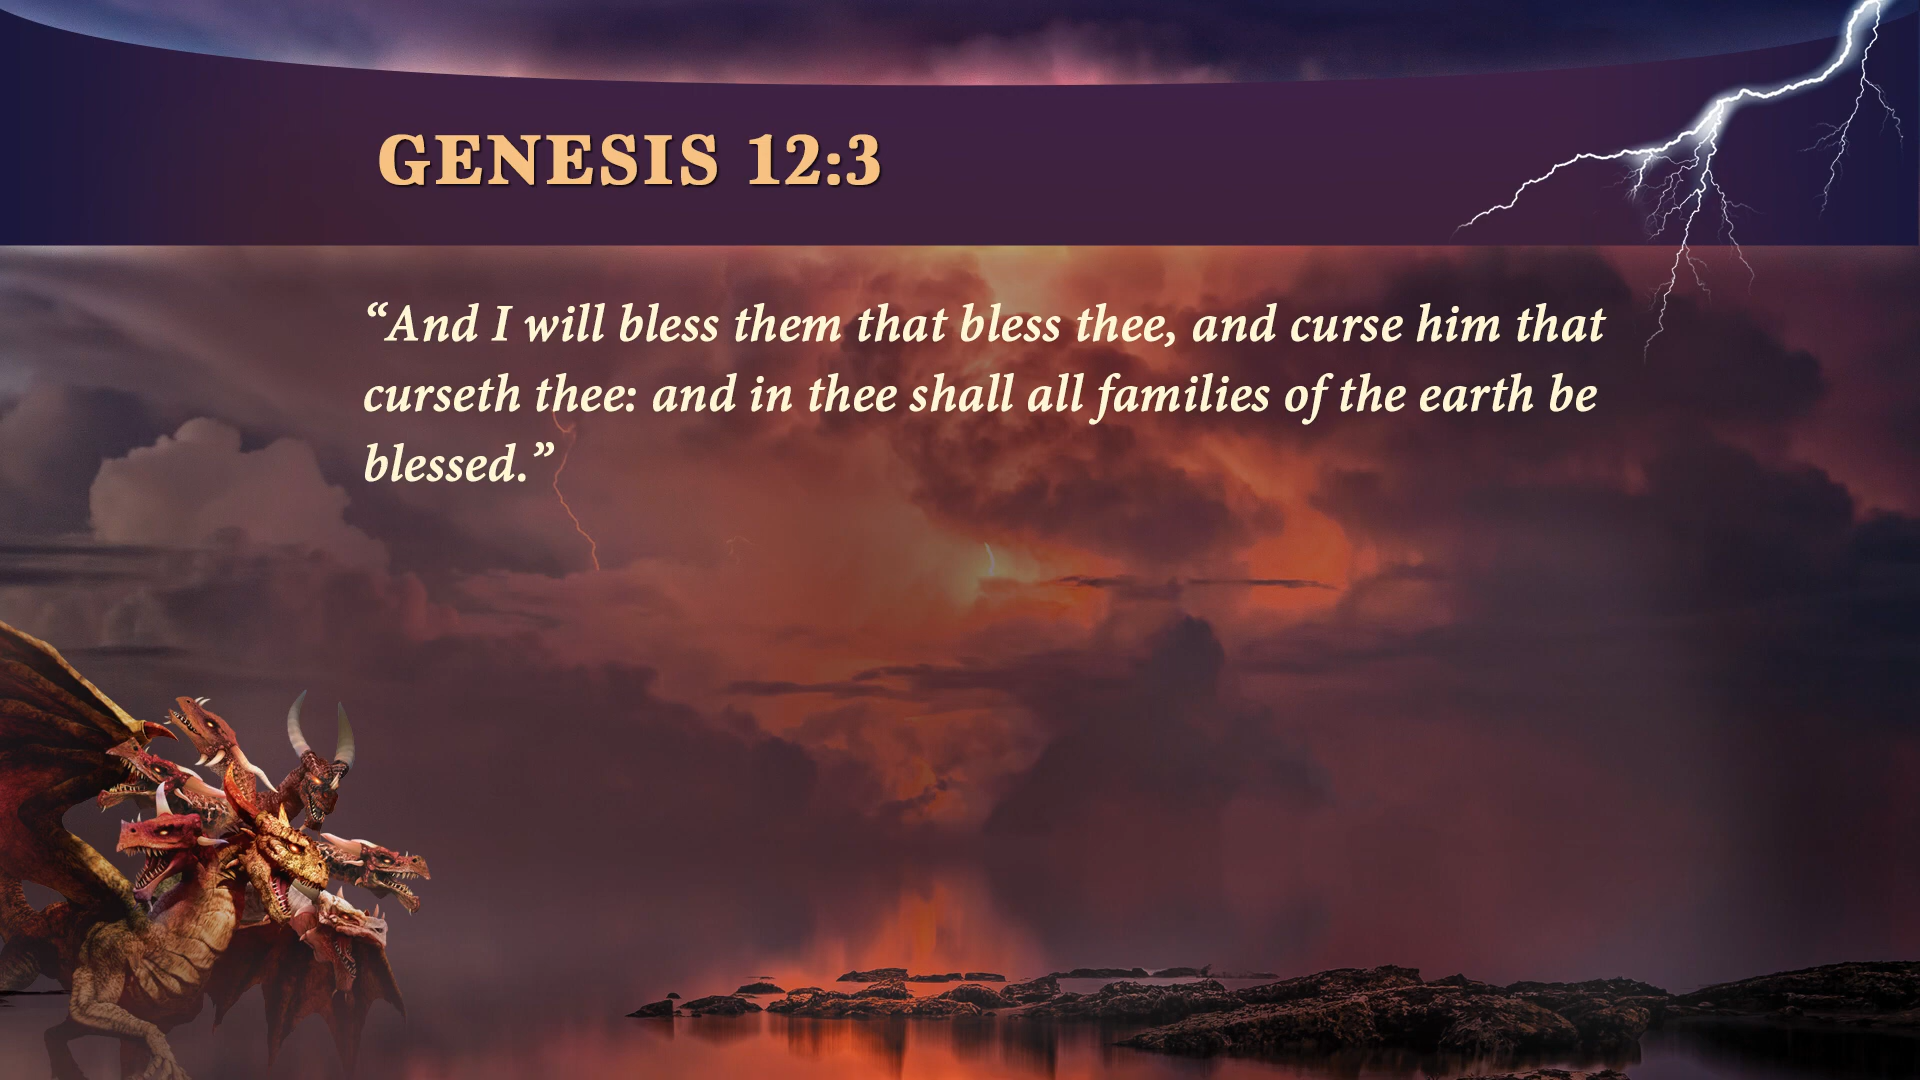 GENESIS 12:3
“And I will bless them that bless thee, and curse him that
curseth thee: and in thee shall all families of the earth be
blessed.”